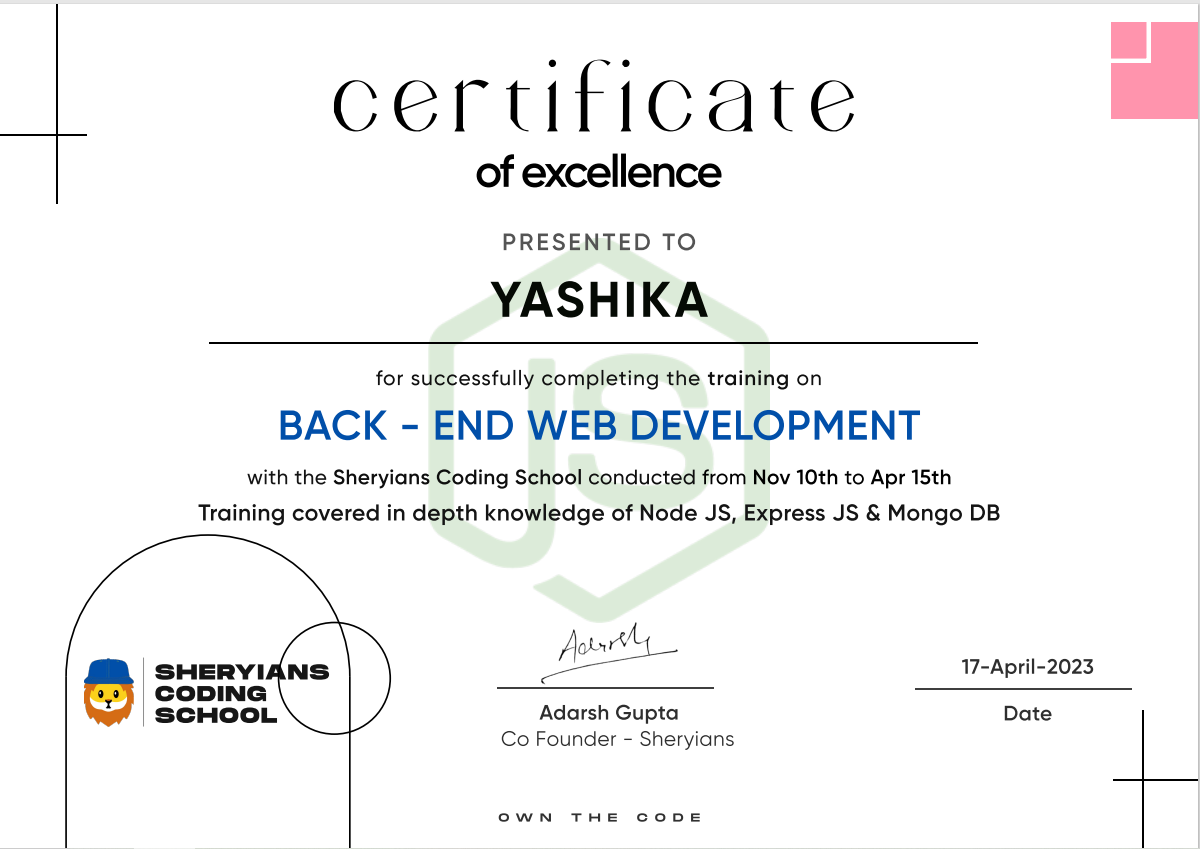 certificate
of excellence
PRESENTED TO
YASHIKA
for successfully completing the training on
BACK - END WEB DEVELOPMENT
with the Sheryians Coding School conducted from Nov 10th to Apr 15th
Training covered in depth knowledge of Node JS, Express JS & Mongo DB
JS
SHERYIANS
CODING
SCHOOL
Adarsh
Adarsh Gupta
Co Founder - Sheryians
17-April-2023
Date
OWN THE CODE